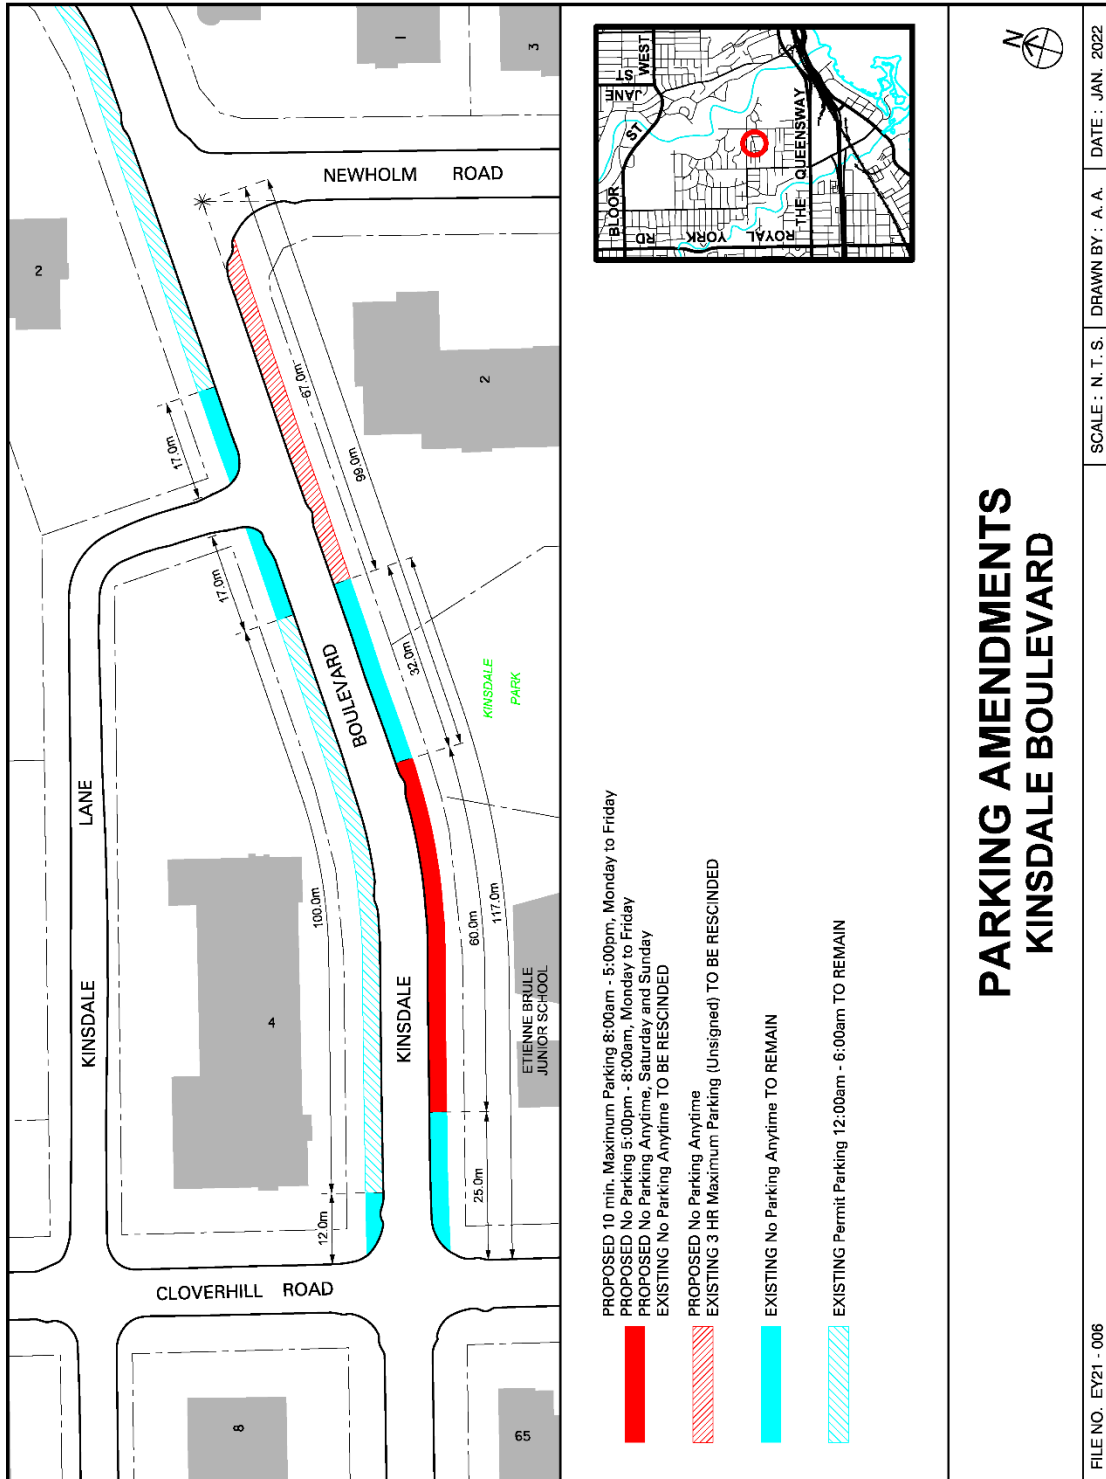 2
1
3
NEWHOLM ROAD
17.0m
67.0m
99.0m
2
17.0m
32.0m
BOULEVARD
KINSDALE
PARK
KINSDALE LANE
100.0m
4
KINSDALE
60.0m
117.0m
ETIENNE BRULE
JUNIOR SCHOOL
12.0m
25.0m
CLOVERHILL ROAD
8
65
PROPOSED 10 min. Maximum Parking 8:00am - 5:00pm, Monday to Friday
PROPOSED No Parking 5:00pm - 8:00am, Monday to Friday
PROPOSED No Parking Anytime, Saturday and Sunday
EXISTING No Parking Anytime TO BE RESCINDED
PROPOSED No Parking Anytime
EXISTING 3 HR Maximum Parking (Unsigned) TO BE RESCINDED
EXISTING No Parking Anytime TO REMAIN
EXISTING Permit Parking 12:00am - 6:00am TO REMAIN
BLOOR ST WEST
JANE ST
THE QUEENSWAY
ROYAL YORK RD
N
PARKING AMENDMENTS
KINSDALE BOULEVARD
FILE NO. EY21 - 006
SCALE : N. T. S.
DRAWN BY : A. A.
DATE : JAN. 2022